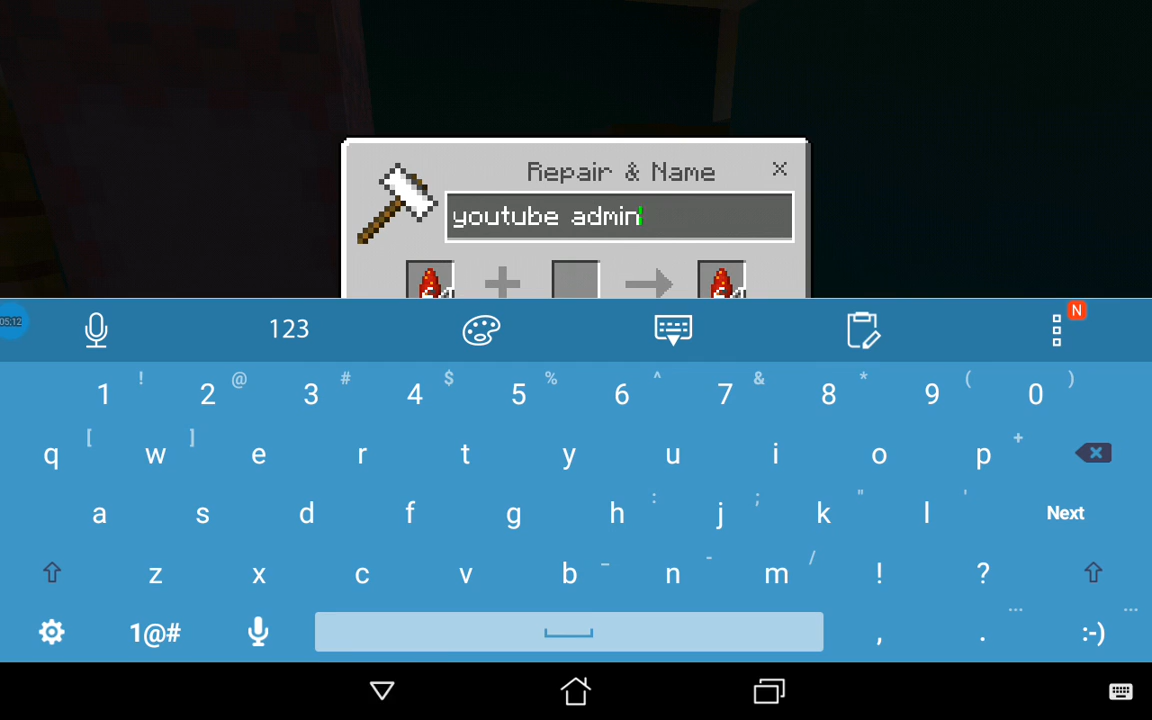 Repair & Name
youtube admin
05:12
123
N
! @ # $ % ^ & * ( )
1 2 3 4 5 6 7 8 9 0
[ ] +
q w e r t y u i o p
: ; " '
a s d f g h j k l Next
_ - /
z x c v b n m ! ?
... ...
1@# , . :-)